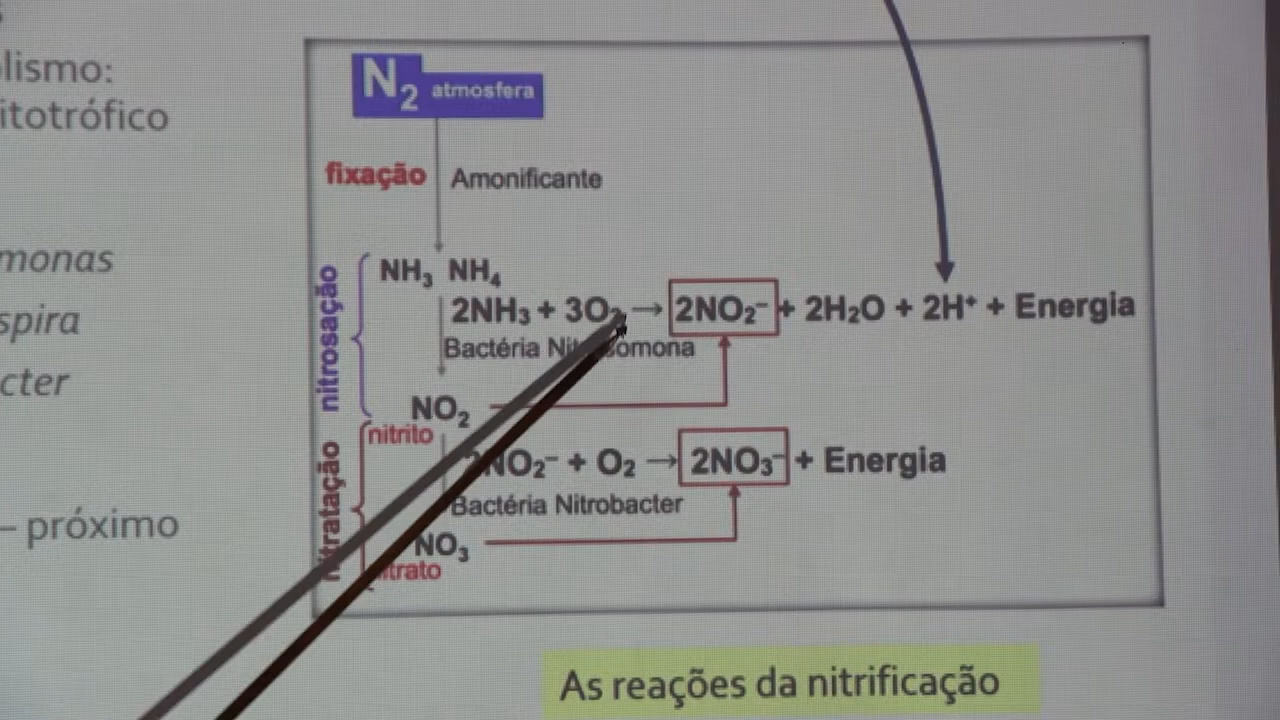 lismo:
itotrófico
monas
spira
cter
– próximo
N₂ atmosfera
fixação Amonificante
nitrosação
NH₃ NH₄
2NH₃ + 3O₂ → 2NO₂⁻ + 2H₂O + 2H⁺ + Energia
Bactéria
NO₂
nitrito
nitratação
NO₂⁻ + O₂ → 2NO₃⁻ + Energia
Bactéria Nitrobacter
NO₃
nitrato
As reações da nitrificação